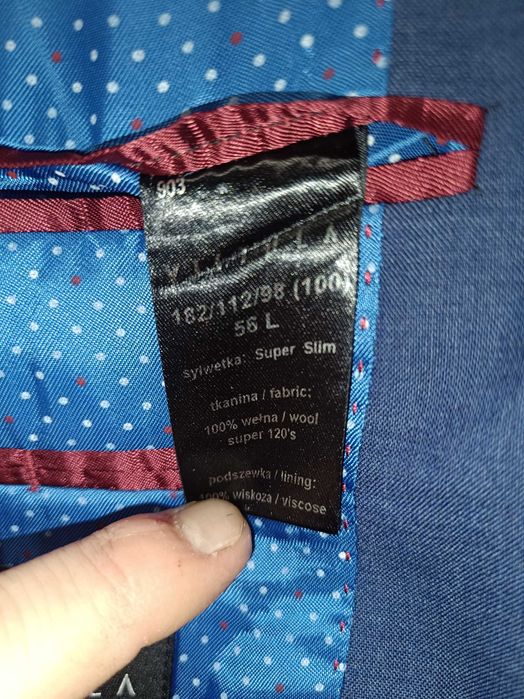 903
VISTULA
182/112/98 (100)
56 L
sylwetka: Super Slim
tkanina / fabric:
100% wełna / wool
super 120's
podszewka / lining:
100% wiskoza / viscose
L A